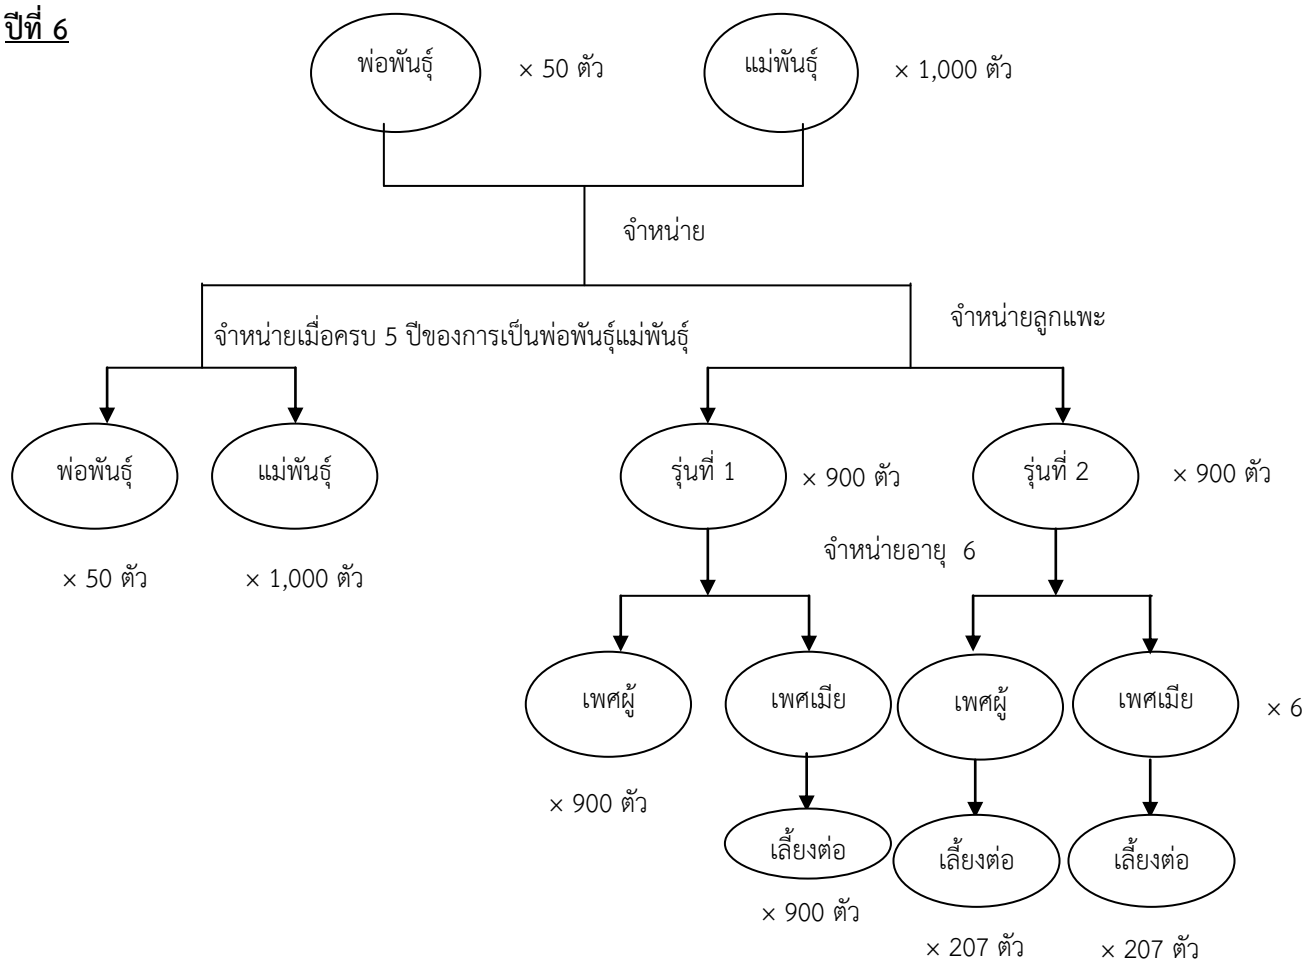 ปีที่ 6
พ่อพันธุ์
× 50 ตัว
แม่พันธุ์
× 1,000 ตัว
จำหน่าย
จำหน่ายเมื่อครบ 5 ปีของการเป็นพ่อพันธุ์แม่พันธุ์
จำหน่ายลูกแพะ
พ่อพันธุ์
แม่พันธุ์
รุ่นที่ 1
× 900 ตัว
รุ่นที่ 2
× 900 ตัว
× 50 ตัว
× 1,000 ตัว
จำหน่ายอายุ 6
เพศผู้
เพศเมีย
เพศผู้
เพศเมีย
× 6
× 900 ตัว
เลี้ยงต่อ
เลี้ยงต่อ
เลี้ยงต่อ
× 900 ตัว
× 207 ตัว
× 207 ตัว